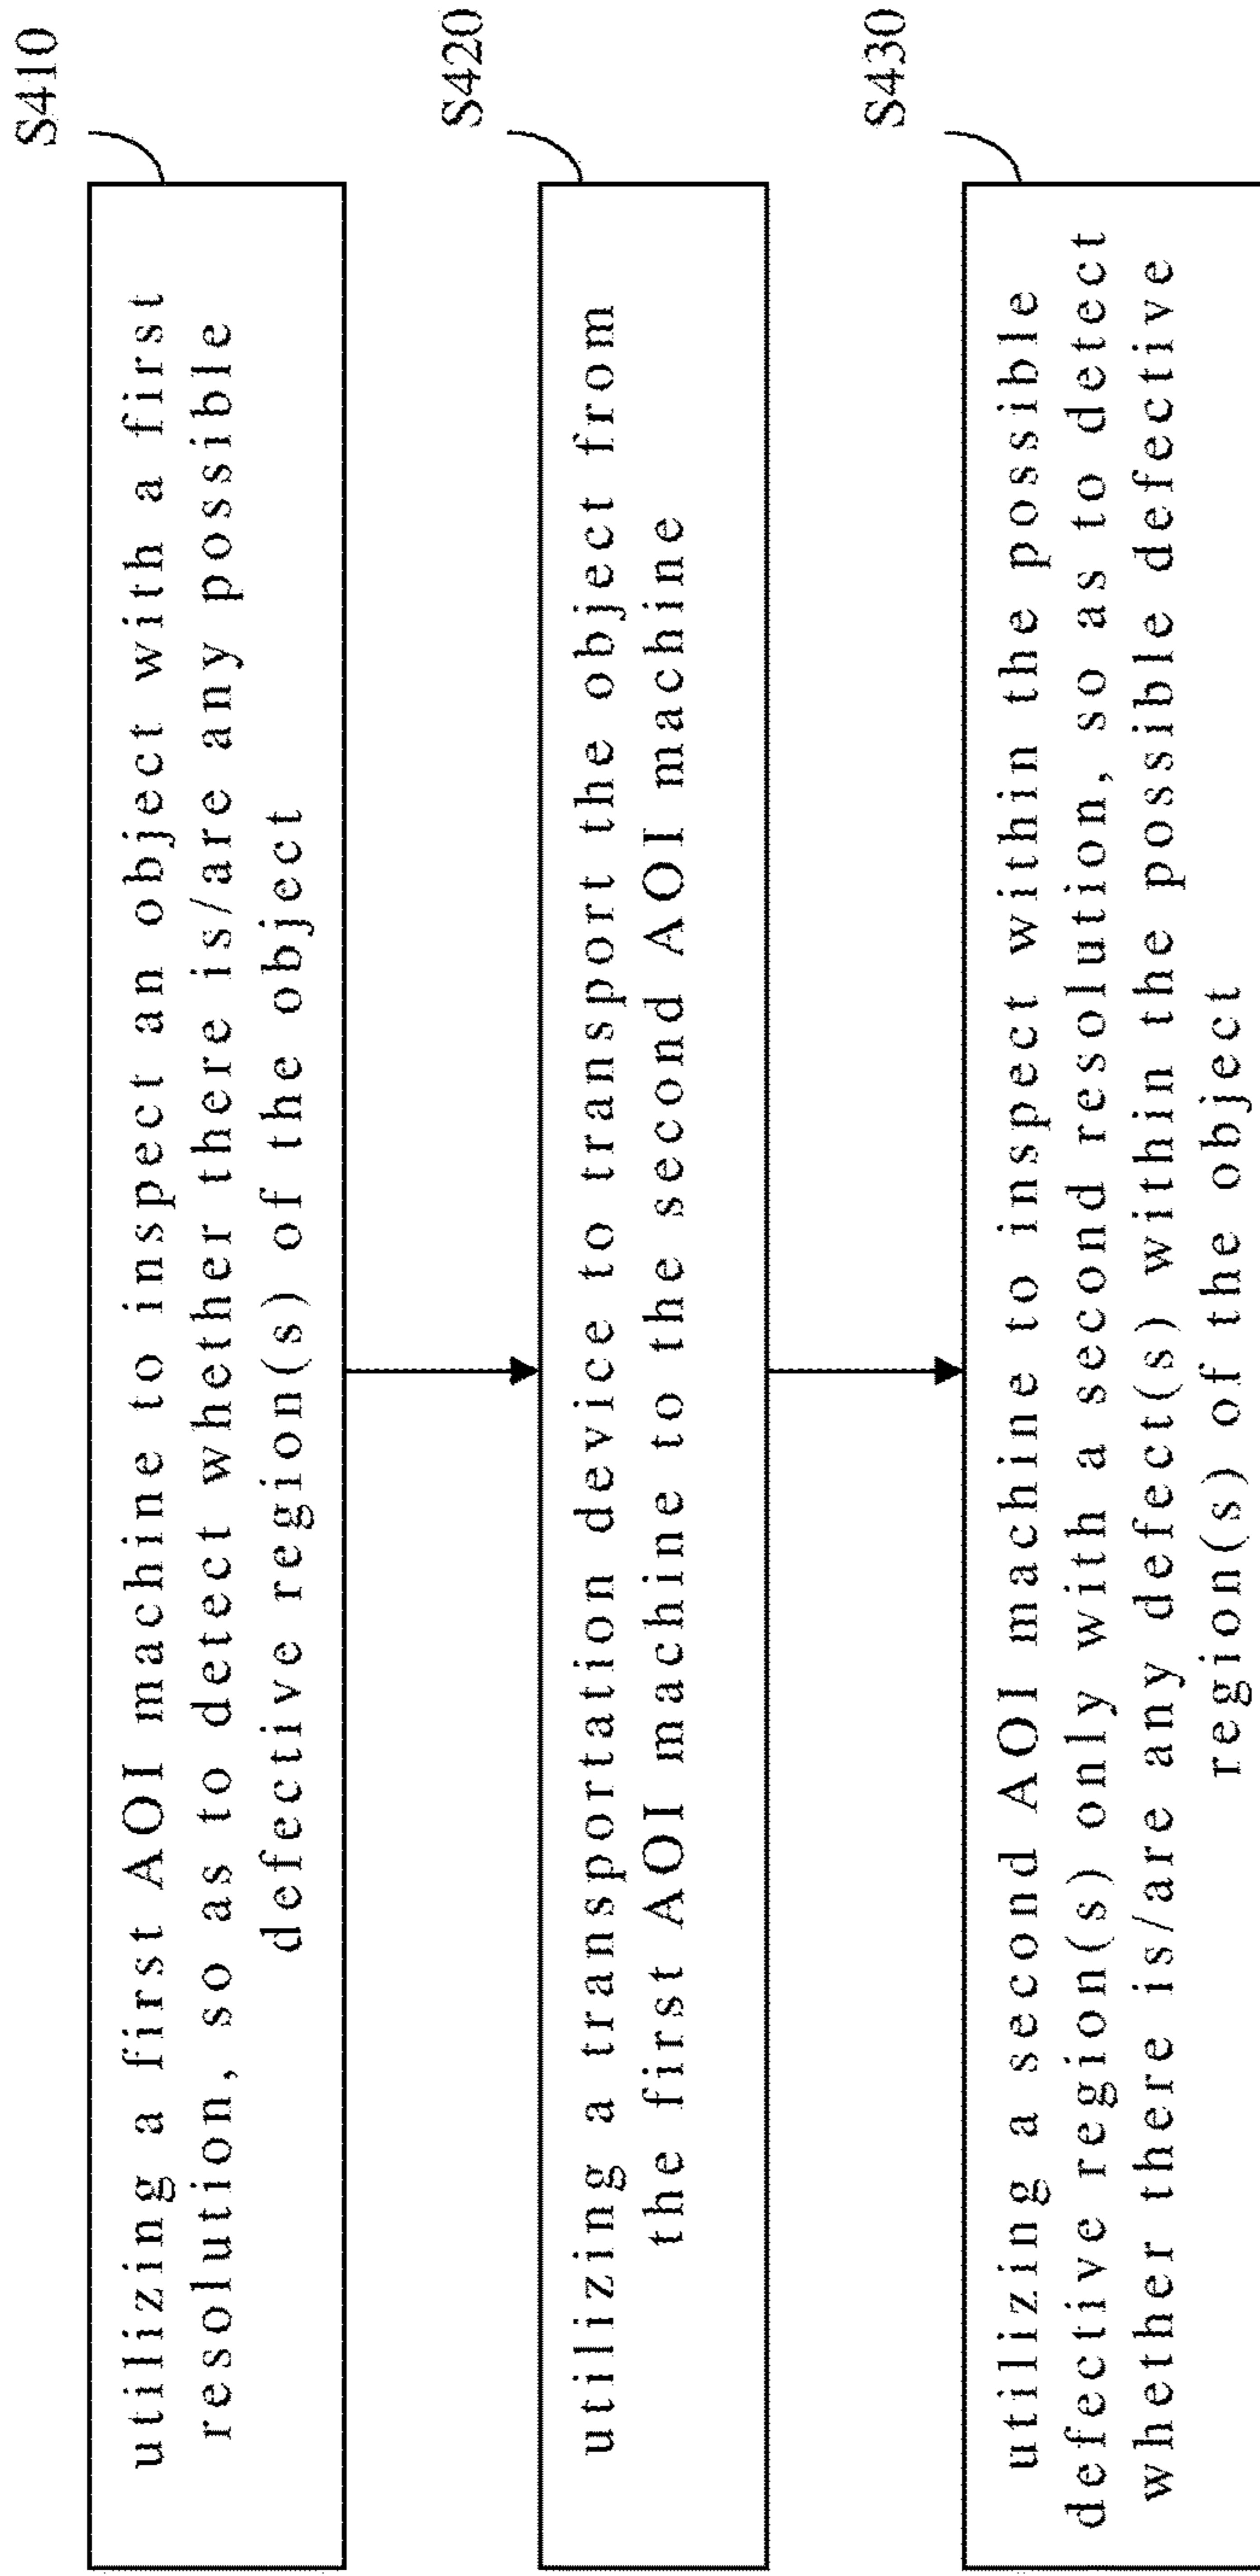 S410
utilizing a first AOI machine to inspect an object with a first
resolution, so as to detect whether there is/are any possible
defective region(s) of the object
S420
utilizing a transportation device to transport the object from
the first AOI machine to the second AOI machine
S430
utilizing a second AOI machine to inspect within the possible
defective region(s) only with a second resolution, so as to detect
whether there is/are any defect(s) within the possible defective
region(s) of the object